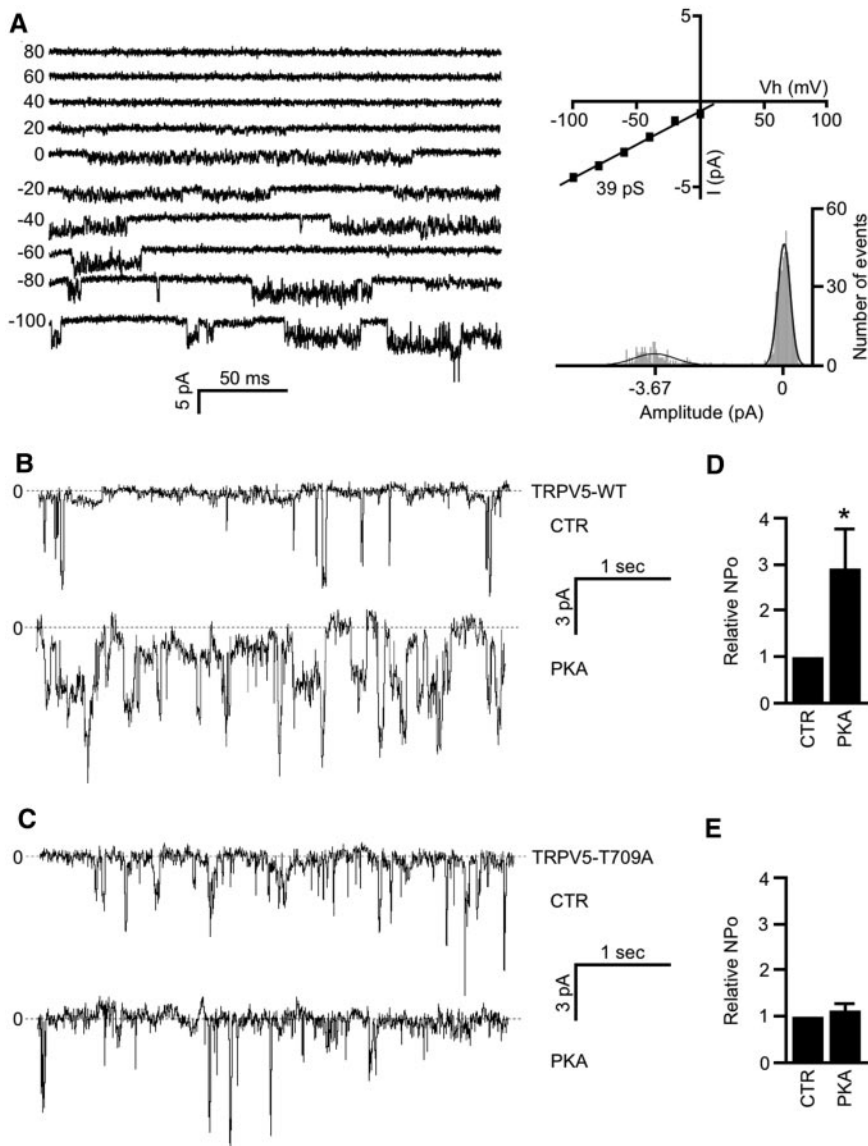 A
80
60
40
20
0
-20
-40
-60
-80
-100
5 pA
50 ms
5
Vh (mV)
-100
-50
50
100
39 pS
-5
I (pA)
60
30
0
Number of events
-3.67
0
Amplitude (pA)
B
0
TRPV5-WT
CTR
1 sec
3 pA
0
PKA
D
4
3
2
1
0
Relative NPo
*
CTR
PKA
C
0
TRPV5-T709A
CTR
1 sec
3 pA
0
PKA
E
4
3
2
1
0
Relative NPo
CTR
PKA